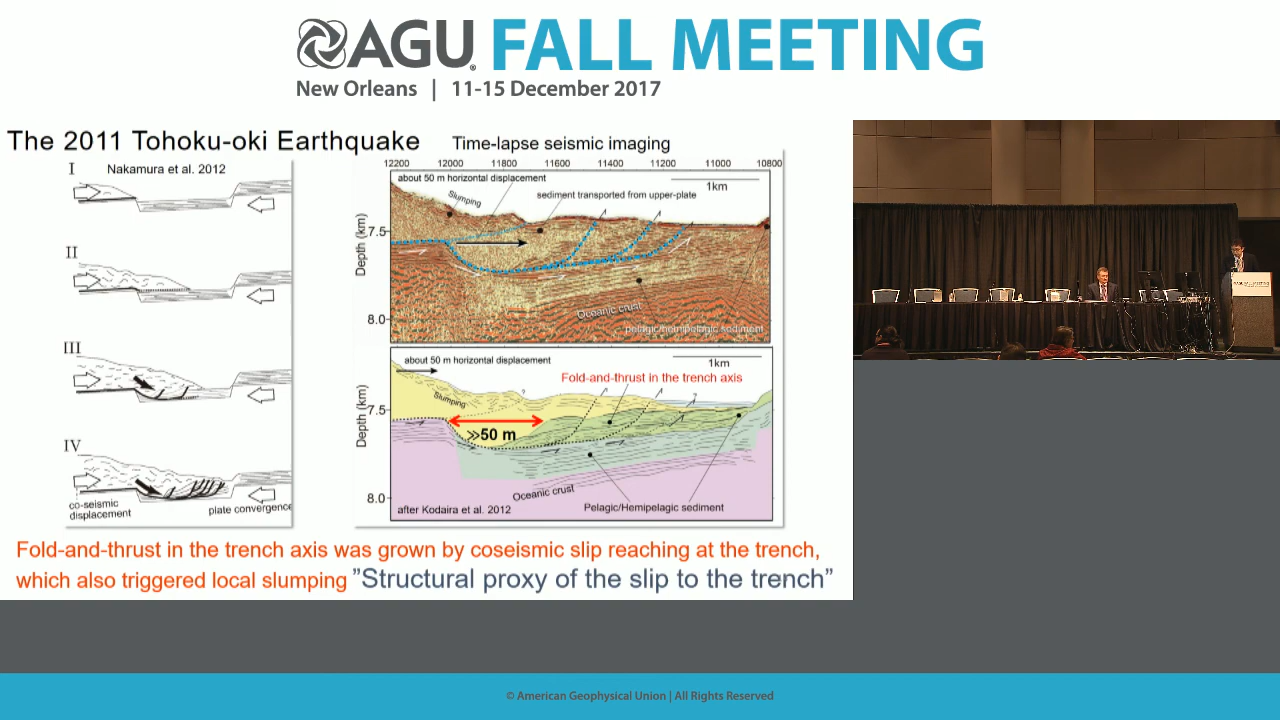 AGU FALL MEETING
New Orleans | 11-15 December 2017
The 2011 Tohoku-oki Earthquake
Time-lapse seismic imaging
I
Nakamura et al. 2012
II
III
IV
co-seismic
displacement
plate convergence
12200 12000 11800 11600 11400 11200 11000 10800
about 50 m horizontal displacement
1km
Slumping
sediment transported from upper-plate
Depth (km)
7.5
8.0
Oceanic crust
pelagic/hemipelagic sediment
about 50 m horizontal displacement
1km
Fold-and-thrust in the trench axis
Slumping
?
?
Depth (km)
7.5
≫50 m
8.0
Oceanic crust
after Kodaira et al. 2012
Pelagic/Hemipelagic sediment
Fold-and-thrust in the trench axis was grown by coseismic slip reaching at the trench,
which also triggered local slumping ”Structural proxy of the slip to the trench”
AGU FALL MEETING
© American Geophysical Union | All Rights Reserved